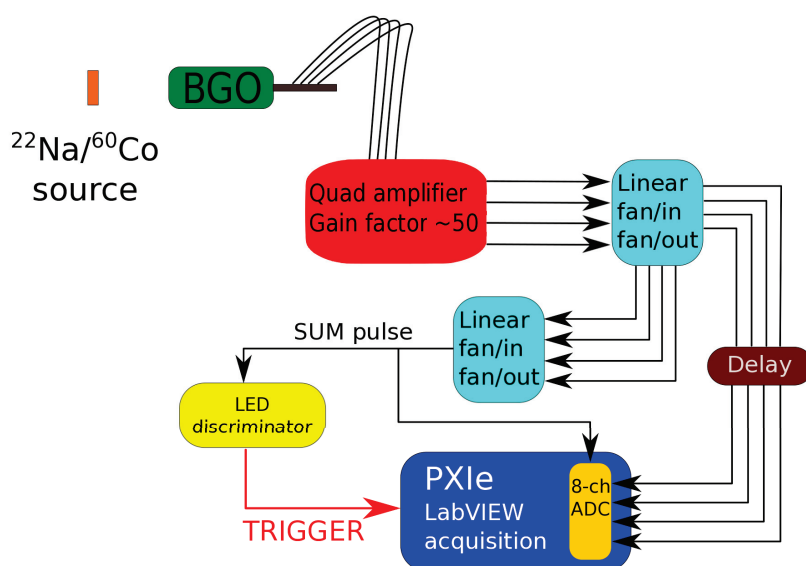 BGO
²²Na/⁶⁰Co
source
Quad amplifier
Gain factor ~50
Linear
fan/in
fan/out
SUM pulse
Linear
fan/in
fan/out
Delay
LED
discriminator
TRIGGER
PXIe
LabVIEW
acquisition
8-ch
ADC